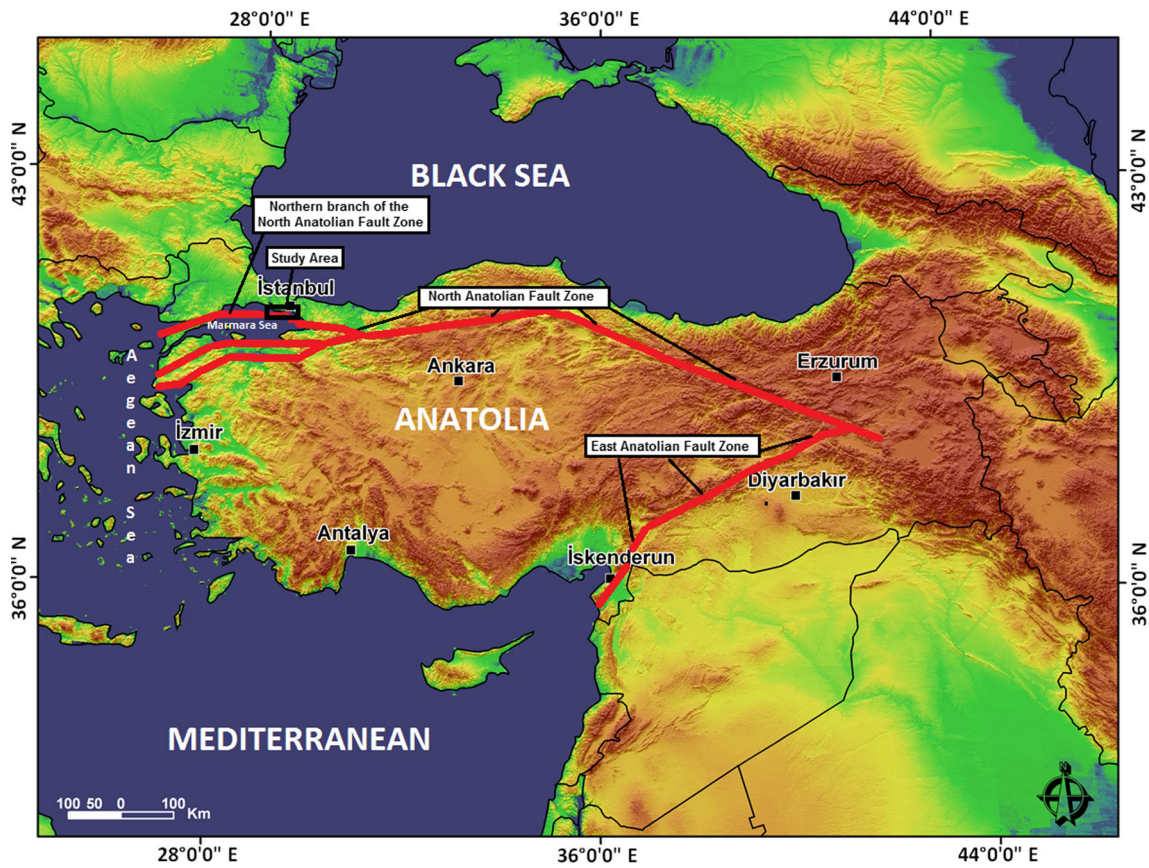 28°0'0" E
36°0'0" E
44°0'0" E
43°0'0" N
43°0'0" N
BLACK SEA
Northern branch of the
North Anatolian Fault Zone
Study Area
İstanbul
North Anatolian Fault Zone
Marmara Sea
Aegean Sea
Ankara
Erzurum
ANATOLIA
İzmir
East Anatolian Fault Zone
Diyarbakır
Antalya
İskenderun
36°0'0" N
36°0'0" N
MEDITERRANEAN
N
100 50 0 100
Km
28°0'0" E
36°0'0" E
44°0'0" E